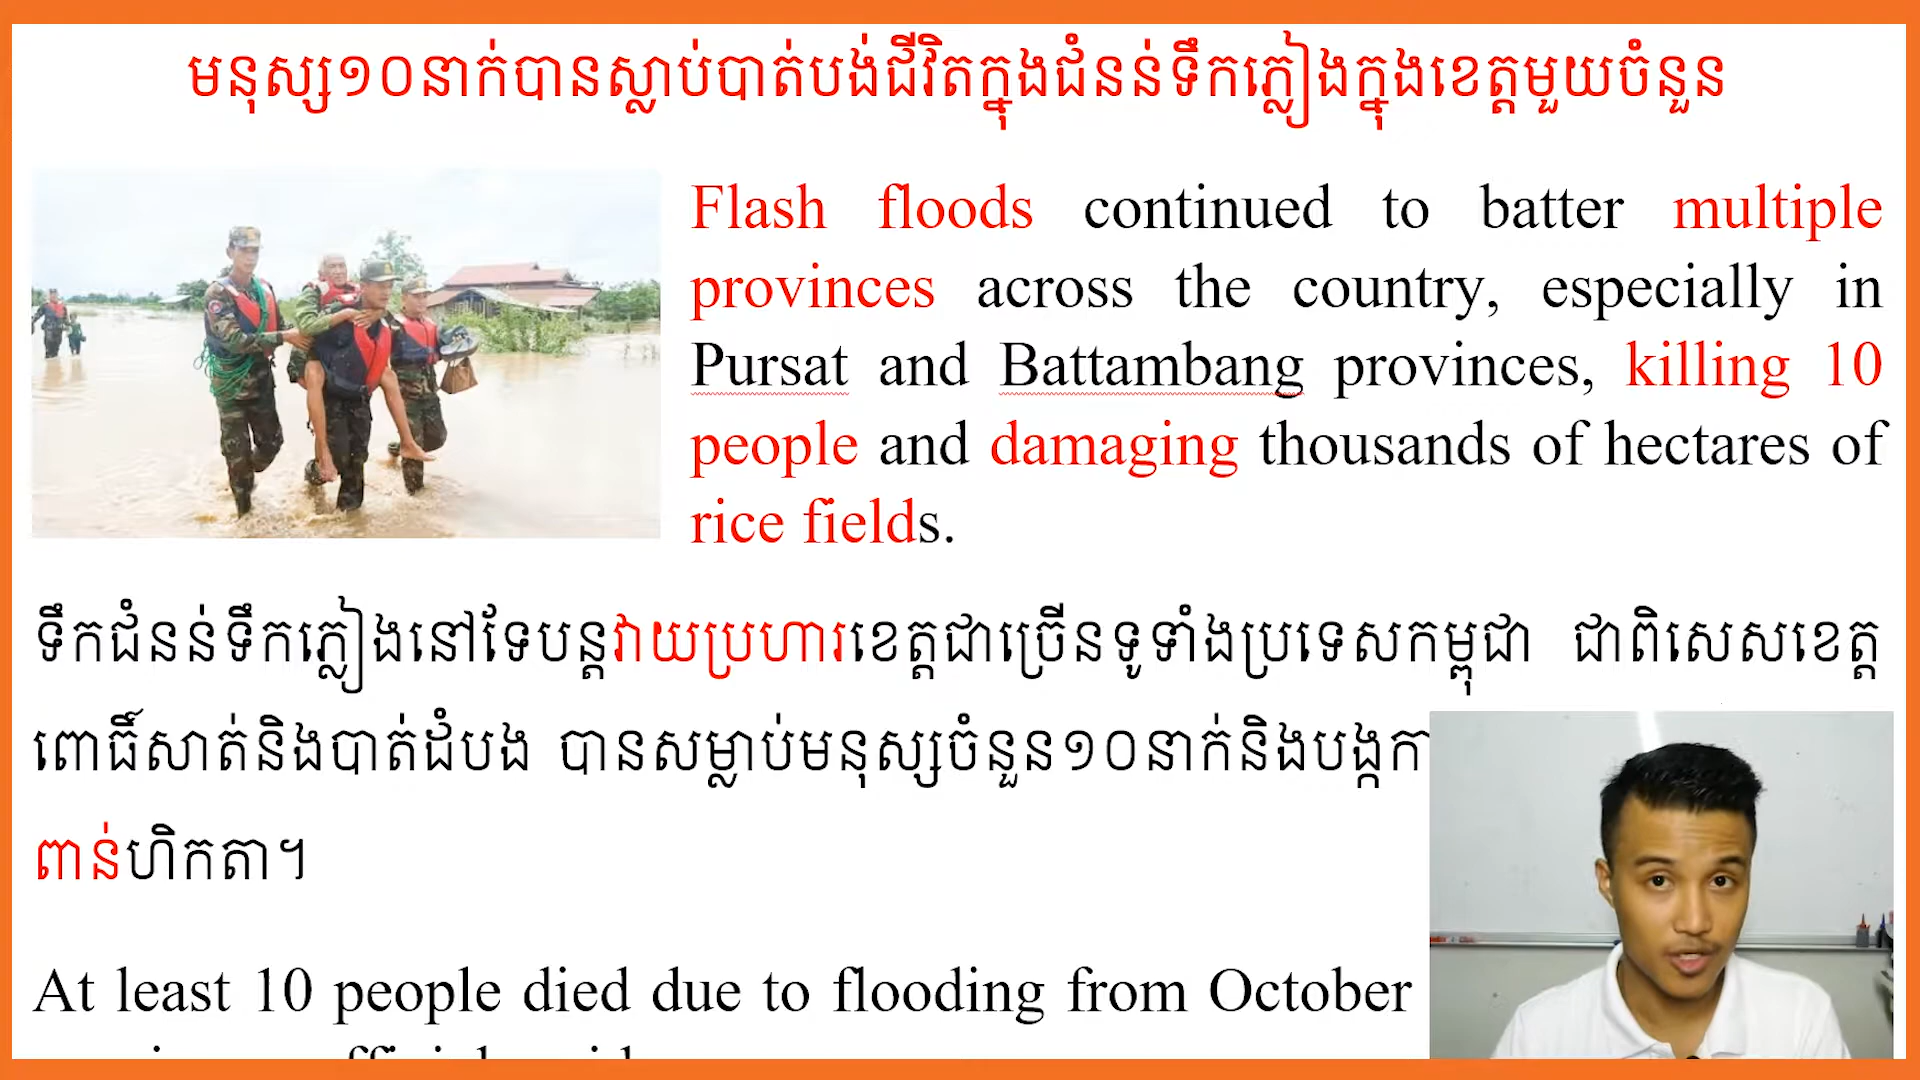 មនុស្ស១០នាក់បានស្លាប់បាត់បង់ជីវិតក្នុងជំនន់ទឹកភ្លៀងក្នុងខេត្តមួយចំនួន
Flash floods continued to batter multiple
provinces across the country, especially in
Pursat and Battambang provinces, killing 10
people and damaging thousands of hectares of
rice fields.
ទឹកជំនន់ទឹកភ្លៀងនៅទែបន្តវាយប្រហារខេត្តជាច្រើនទូទាំងប្រទេសកម្ពុជា ជាពិសេសខេត្ត
ពោធិ៍សាត់និងបាត់ដំបង បានសម្លាប់មនុស្សចំនួន១០នាក់និងបង្កកា
ពាន់ហិកតា។
At least 10 people died due to flooding from October